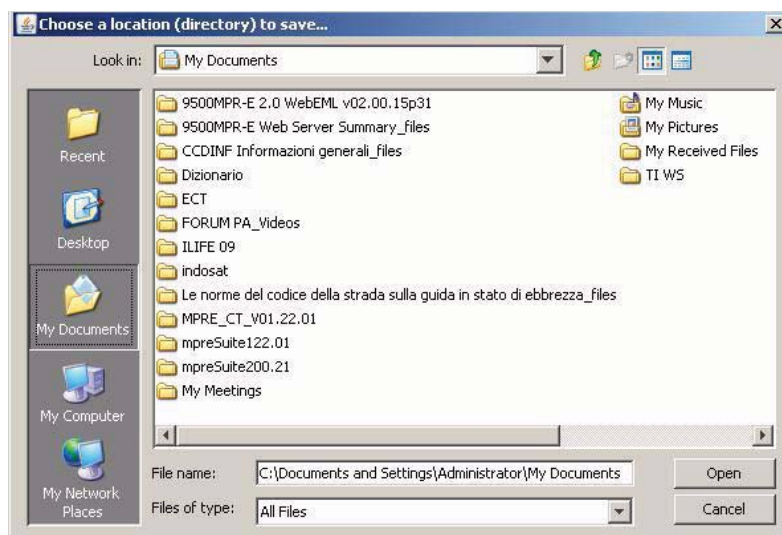 Choose a location (directory) to save...
Look in:
My Documents
Recent
Desktop
My Documents
My Computer
My Network
Places
9500MPR-E 2.0 WebEML v02.00.15p31
9500MPR-E Web Server Summary_files
CCDINF Informazioni generali_files
Dizionario
ECT
FORUM PA_Videos
ILIFE 09
indosat
Le norme del codice della strada sulla guida in stato di ebbrezza_files
MPRE_CT_V01.22.01
mpreSuite122.01
mpreSuite200.21
My Meetings
My Music
My Pictures
My Received Files
TI WS
File name:
C:\Documents and Settings\Administrator\My Documents
Open
Files of type:
All Files
Cancel